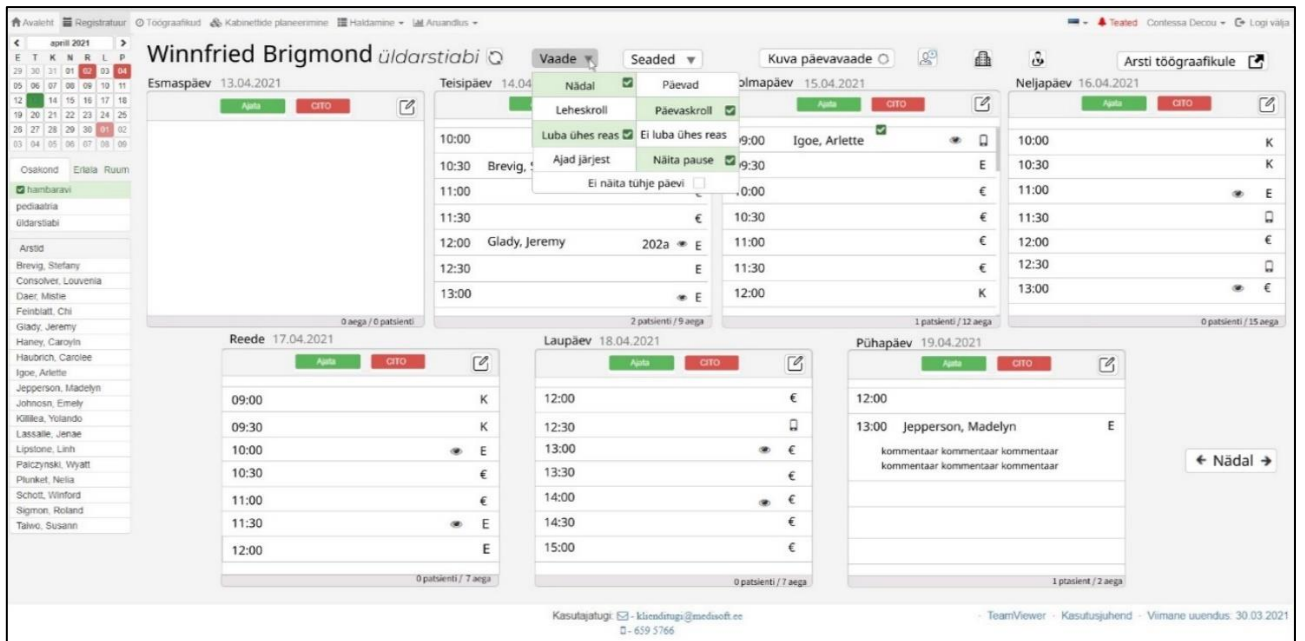 Avaleht Registratuur Töögraafikud Kabinettide planeerimine Haldamine Aruandlus Teated Contessa Decou Logi välja
aprill 2021
E T K N R L P
29 30 31 01 02 03 04
05 06 07 08 09 10 11
12 14 15 16 17 18
19 20 21 22 23 24 25
26 27 28 29 30 01 02
03 04 05 06 07 08 09
Osakond Eriala Ruum
hambaravi
pediaatria
üldarstiabi
Arstid
Brevig, Stefany
Consolver, Louvenia
Daer, Mistie
Feinblatt, Chi
Glady, Jeremy
Haney, Caroyln
Haubrich, Carolee
Igoe, Arlette
Jepperson, Madelyn
Johnosn, Emely
Killilea, Yolando
Lassalle, Jenae
Lipstone, Linh
Palczynski, Wyatt
Plunket, Nelia
Schott, Winford
Sigmon, Roland
Taiwo, Susann
Winnfried Brigmond üldarstiabi
Vaade Seaded Kuva päevavaade Arsti töögraafikule
Nädal Päevad
Leheskroll Päevaskroll
Luba ühes reas Ei luba ühes reas
Ajad järjest Näita pause
Ei näita tühje päevi
Esmaspäev 13.04.2021
Ajata CITO
0 aega / 0 patsienti
Teisipäev 14.04
10:00
10:30 Brevig,
11:00 €
11:30 €
12:00 Glady, Jeremy 202a E
12:30 E
13:00 E
2 patsienti / 9 aega
olmapäev 15.04.2021
Ajata CITO
09:00 Igoe, Arlette
09:30 E
10:00 €
10:30 €
11:00 €
11:30 €
12:00 K
1 patsienti / 12 aega
Neljapäev 16.04.2021
Ajata CITO
10:00 K
10:30 K
11:00 E
11:30
12:00 €
12:30
13:00 €
0 patsienti / 15 aega
Reede 17.04.2021
Ajata CITO
09:00 K
09:30 K
10:00 E
10:30 €
11:00 €
11:30 E
12:00 E
0 patsienti / 7 aega
Laupäev 18.04.2021
Ajata CITO
12:00 €
12:30
13:00 €
13:30 €
14:00 €
14:30 €
15:00 €
0 patsienti / 7 aega
Pühapäev 19.04.2021
Ajata CITO
12:00
13:00 Jepperson, Madelyn E
kommentaar kommentaar kommentaar
kommentaar kommentaar kommentaar
1 ptasient / 2 aega
← Nädal →
Kasutajatugi: - klienditugi@medisoft.ee
- 659 5766
· TeamViewer · Kasutusjuhend · Viimane uuendus: 30.03.2021